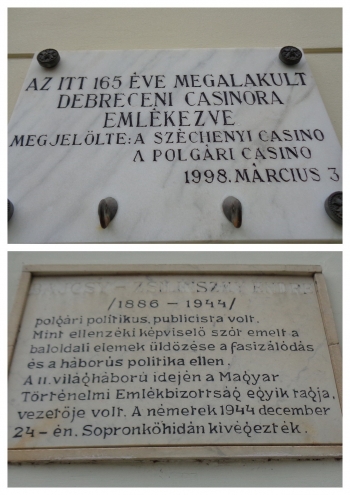 AZ ITT 165 ÉVE MEGALAKULT
DEBRECENI CASINORA
EMLÉKEZVE
MEGJELÖLTE: A SZÉCHENYI CASINO
A POLGÁRI CASINO
1998. MÁRCIUS 3
/1886 – 1944/
polgári politikus, publicista volt.
Mint ellenzéki képviselő szót emelt a
baloldali elemek üldözése a fasizálódás
és a háborús politika ellen.
A II. világháború idején a Magyar
Történelmi Emlékbizottság egyik tagja,
vezetője volt. A németek 1944 december
24-én. Sopronkőhidán kivégezték.